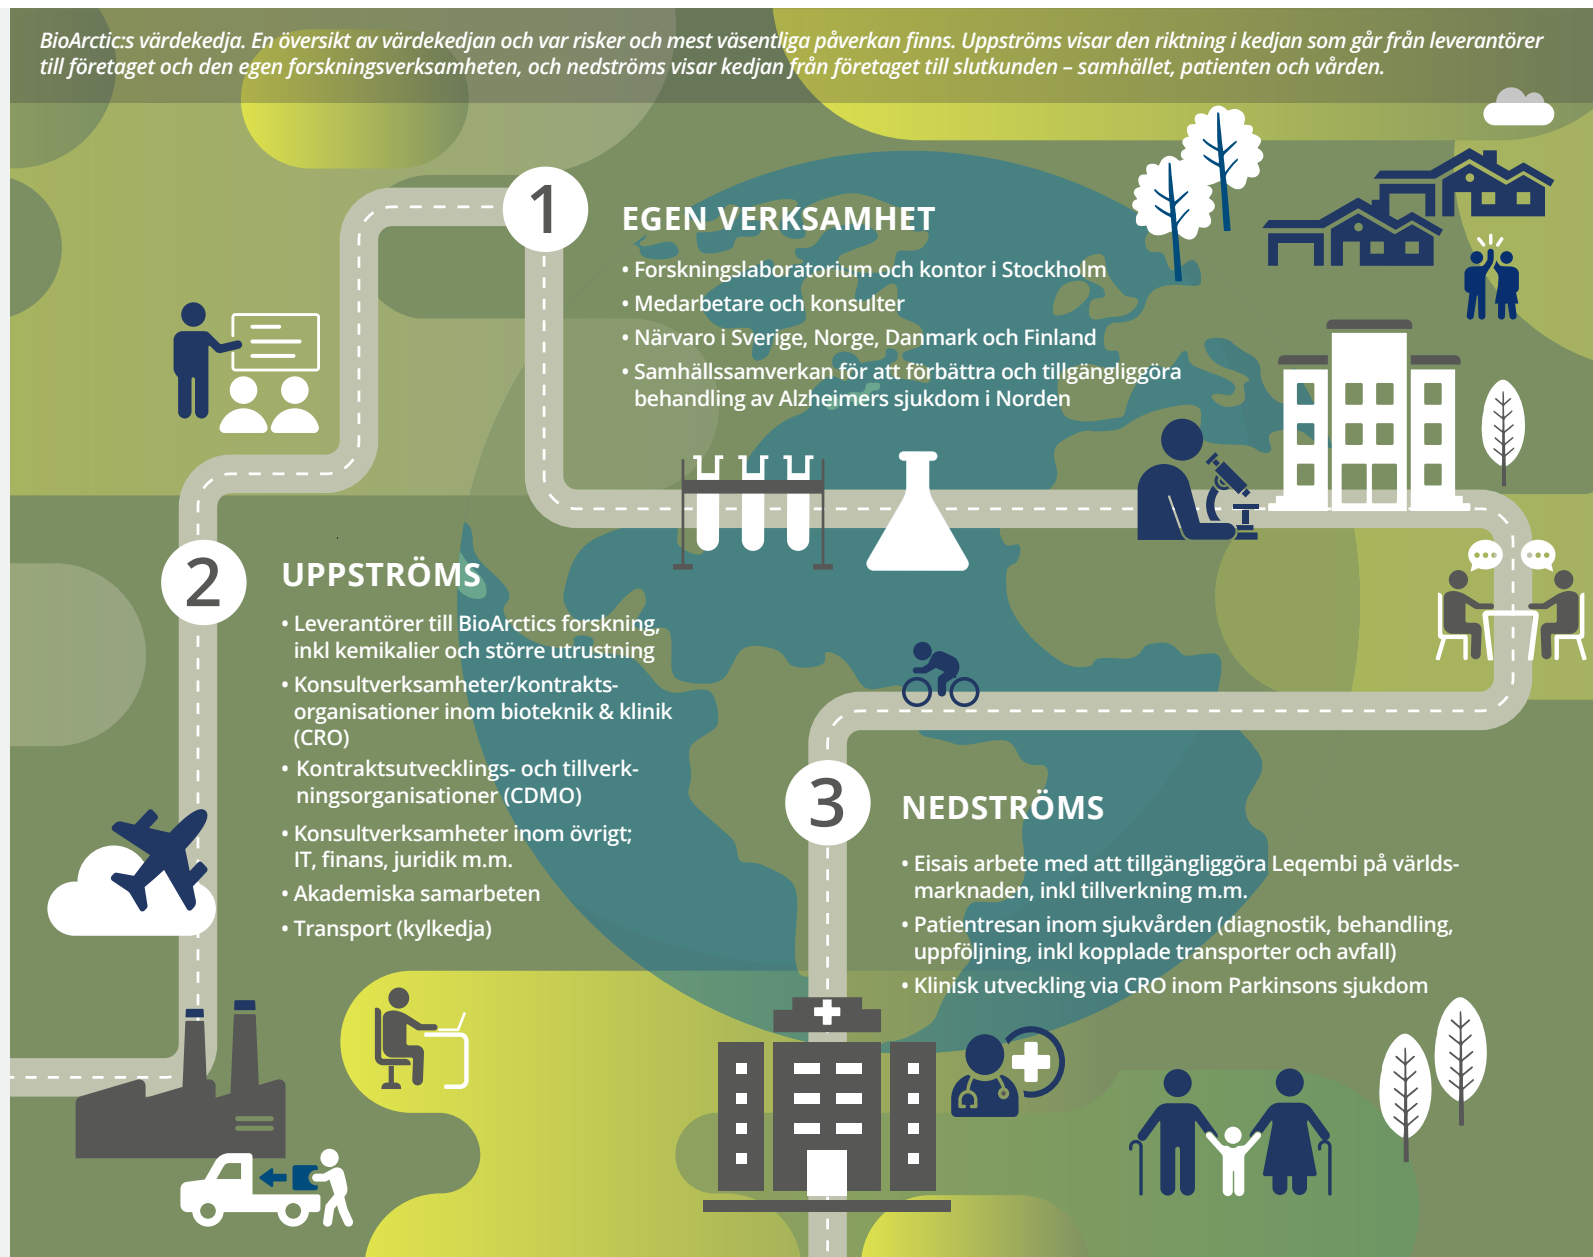 BioArctic:s värdekedja. En översikt av värdekedjan och var risker och mest väsentliga påverkan finns. Uppströms visar den riktning i kedjan som går från leverantörer
till företaget och den egen forskningsverksamheten, och nedströms visar kedjan från företaget till slutkunden – samhället, patienten och vården.
1
EGEN VERKSAMHET
• Forskningslaboratorium och kontor i Stockholm
• Medarbetare och konsulter
• Närvaro i Sverige, Norge, Danmark och Finland
• Samhällssamverkan för att förbättra och tillgängliggöra
behandling av Alzheimers sjukdom i Norden
2
UPPSTRÖMS
• Leverantörer till BioArctics forskning,
inkl kemikalier och större utrustning
• Konsultverksamheter/kontrakts-
organisationer inom bioteknik & klinik
(CRO)
• Kontraktsutvecklings- och tillverk-
ningsorganisationer (CDMO)
• Konsultverksamheter inom övrigt;
IT, finans, juridik m.m.
• Akademiska samarbeten
• Transport (kylkedja)
3
NEDSTRÖMS
• Eisais arbete med att tillgängliggöra Leqembi på världs-
marknaden, inkl tillverkning m.m.
• Patientresan inom sjukvården (diagnostik, behandling,
uppföljning, inkl kopplade transporter och avfall)
• Klinisk utveckling via CRO inom Parkinsons sjukdom